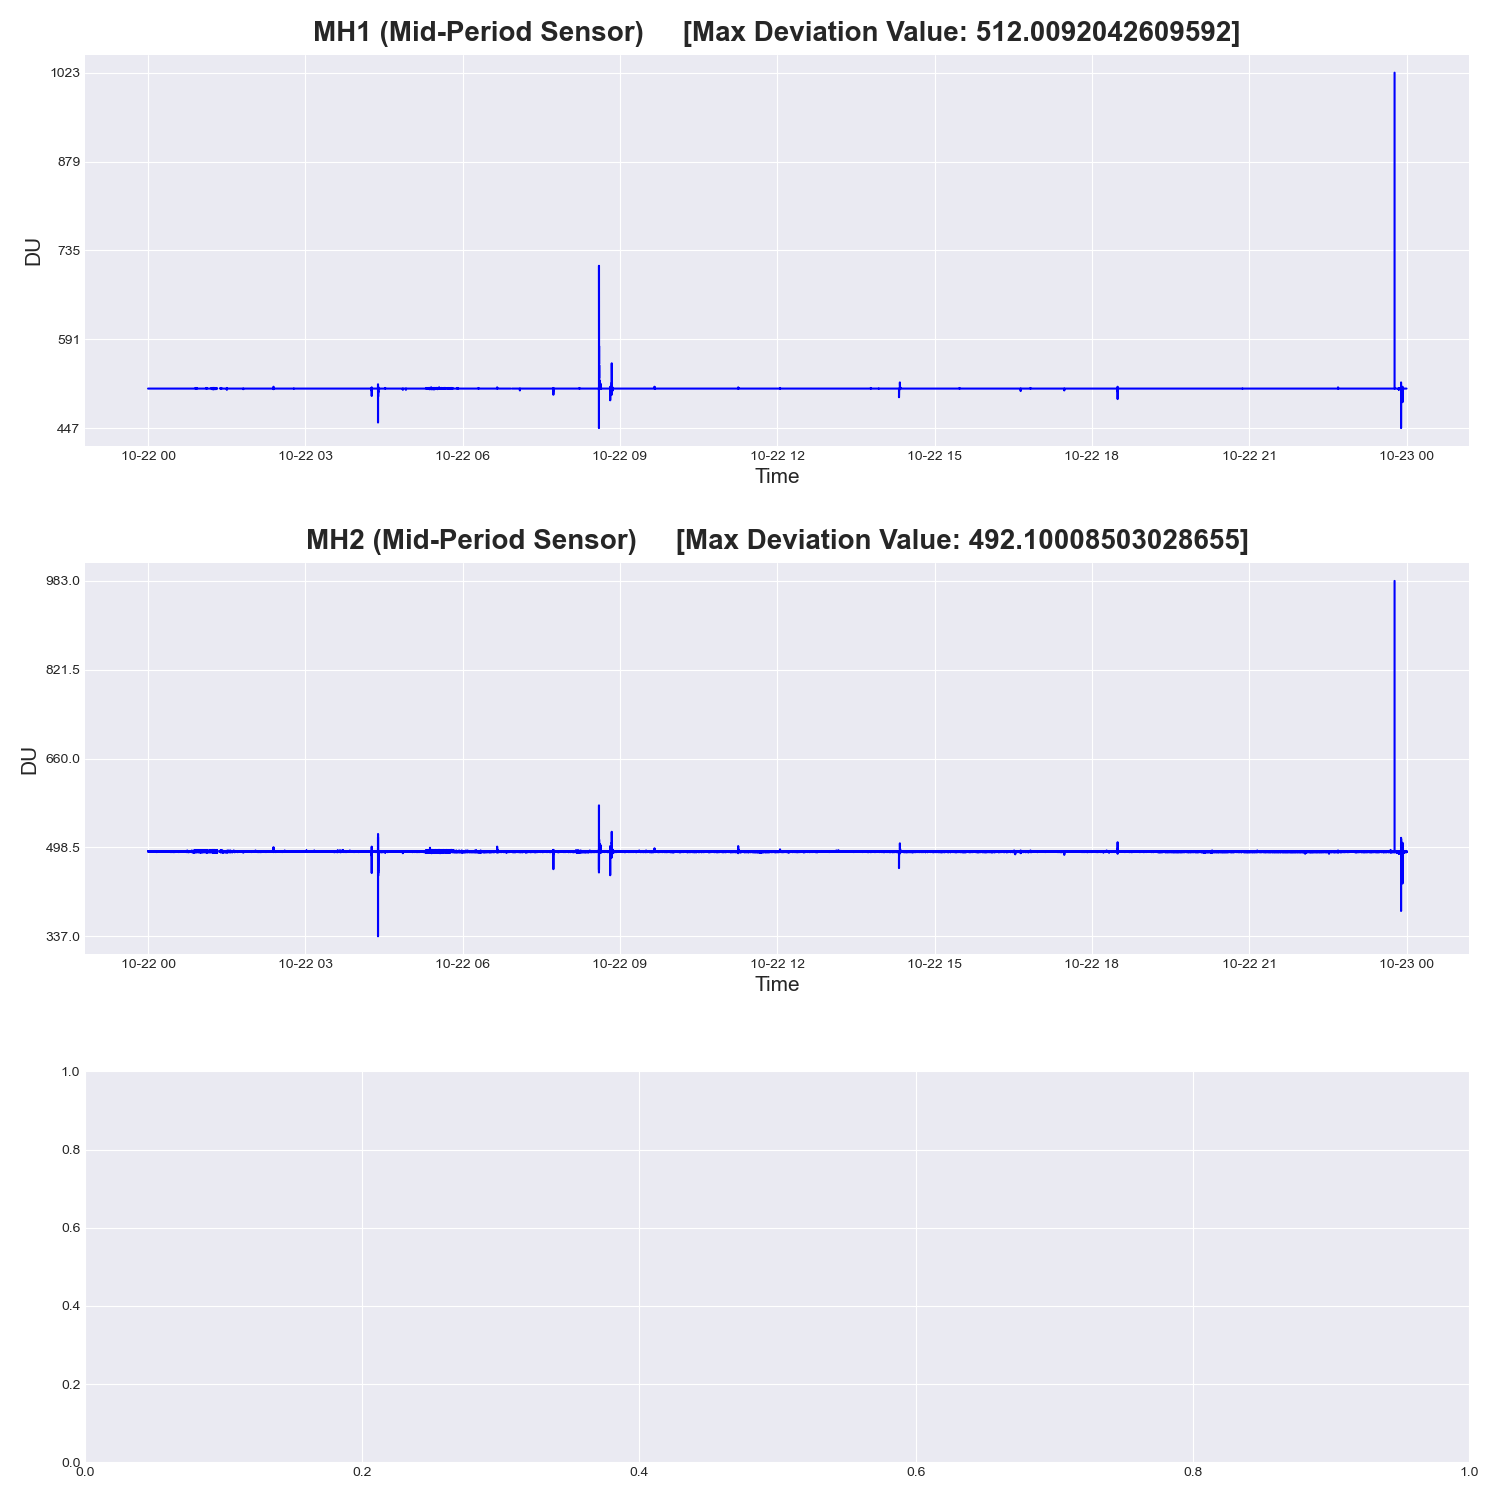 MH1 (Mid-Period Sensor) [Max Deviation Value: 512.0092042609592]
1023
879
735
591
447
DU
10-22 00 10-22 03 10-22 06 10-22 09 10-22 12 10-22 15 10-22 18 10-22 21 10-23 00
Time
MH2 (Mid-Period Sensor) [Max Deviation Value: 492.10008503028655]
983.0
821.5
660.0
498.5
337.0
DU
10-22 00 10-22 03 10-22 06 10-22 09 10-22 12 10-22 15 10-22 18 10-22 21 10-23 00
Time
1.0
0.8
0.6
0.4
0.2
0.0
0.0 0.2 0.4 0.6 0.8 1.0